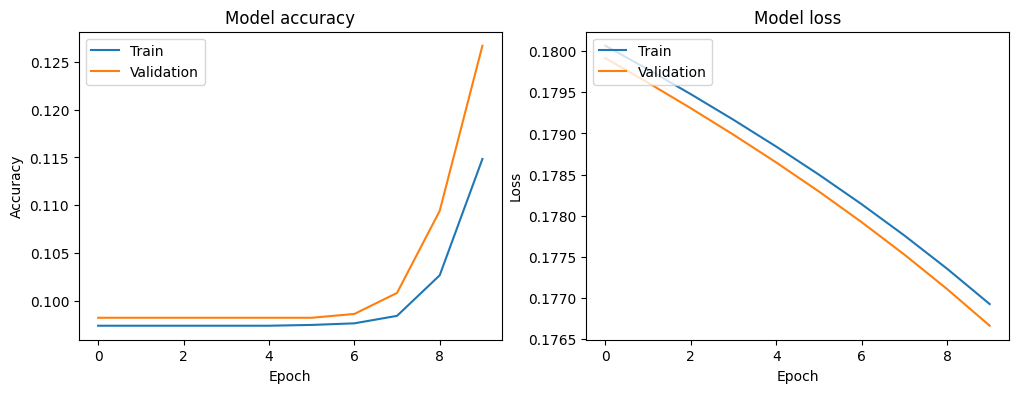 Model accuracy
Train
Validation
0.125
0.120
0.115
0.110
0.105
0.100
Accuracy
0 2 4 6 8
Epoch
Model loss
Train
Validation
0.1800
0.1795
0.1790
0.1785
0.1780
0.1775
0.1770
0.1765
Loss
0 2 4 6 8
Epoch